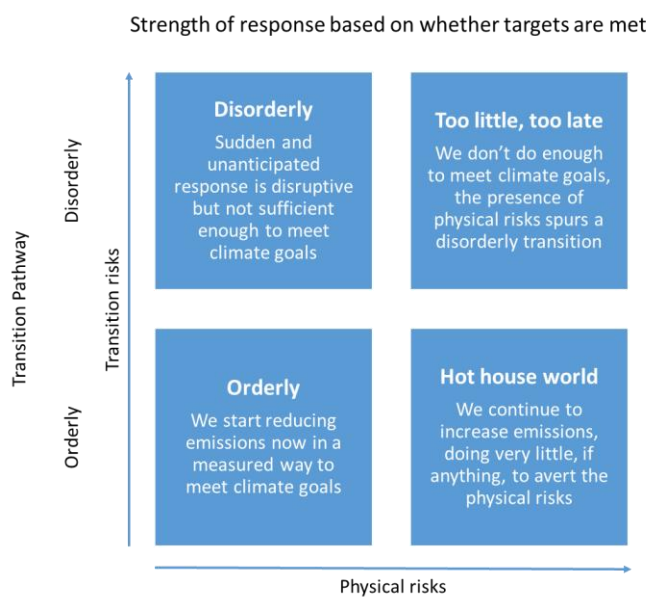 Strength of response based on whether targets are met
Transition Pathway
Disorderly
Orderly
Transition risks
Disorderly
Sudden and
unanticipated
response is disruptive
but not sufficient
enough to meet
climate goals
Too little, too late
We don't do enough
to meet climate goals,
the presence of
physical risks spurs a
disorderly transition
Orderly
We start reducing
emissions now in a
measured way to
meet climate goals
Hot house world
We continue to
increase emissions,
doing very little, if
anything, to avert the
physical risks
Physical risks